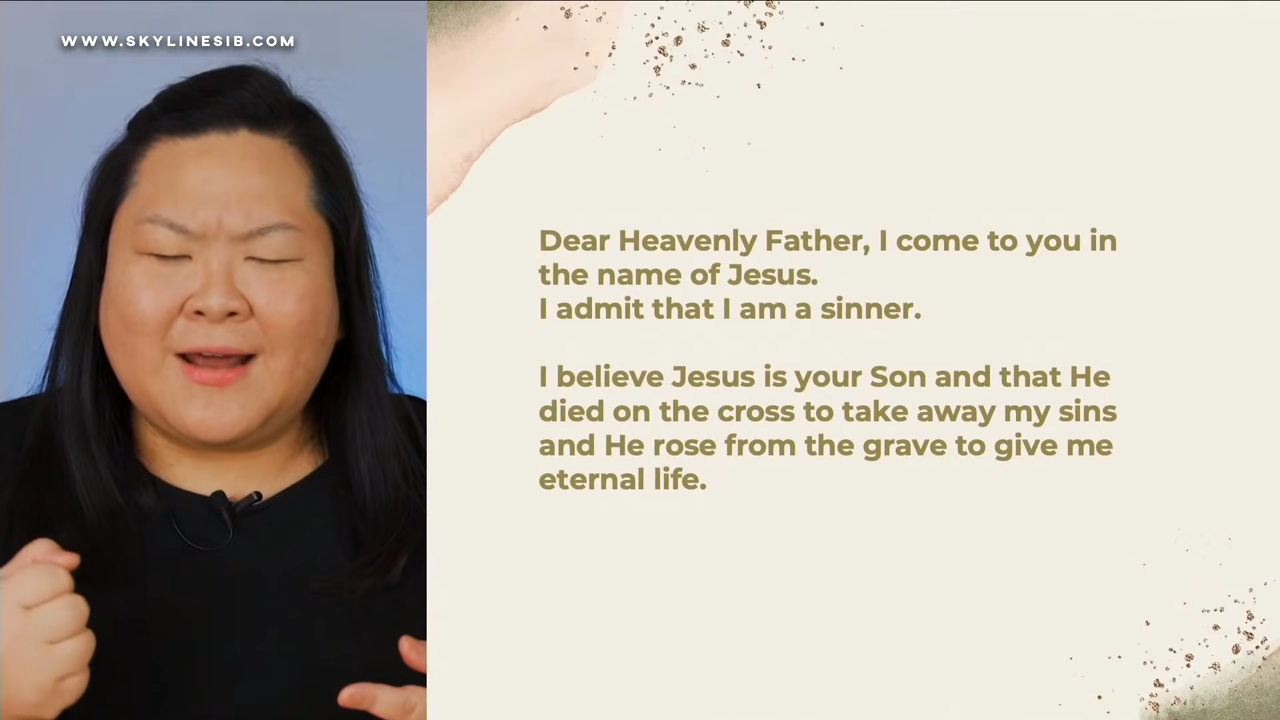 WWW.SKYLINESIB.COM
Dear Heavenly Father, I come to you in
the name of Jesus.
I admit that I am a sinner.
I believe Jesus is your Son and that He
died on the cross to take away my sins
and He rose from the grave to give me
eternal life.